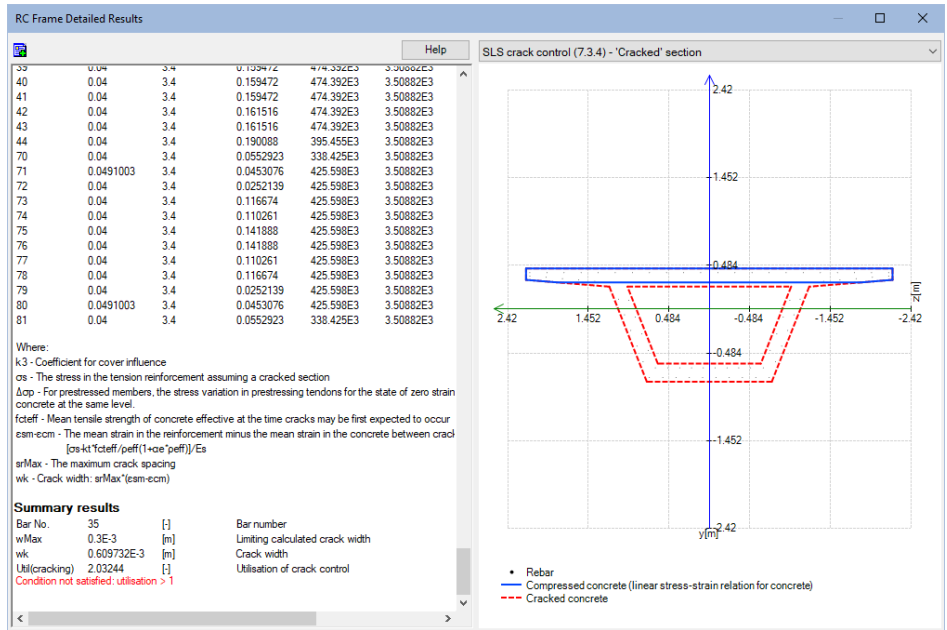 RC Frame Detailed Results
Help
SLS crack control (7.3.4) - 'Cracked' section
39 0.04 3.4 0.159472 474.392E3 3.50882E3
40 0.04 3.4 0.159472 474.392E3 3.50882E3
41 0.04 3.4 0.159472 474.392E3 3.50882E3
42 0.04 3.4 0.161516 474.392E3 3.50882E3
43 0.04 3.4 0.161516 474.392E3 3.50882E3
44 0.04 3.4 0.190088 395.455E3 3.50882E3
70 0.04 3.4 0.0552923 338.425E3 3.50882E3
71 0.0491003 3.4 0.0453076 425.598E3 3.50882E3
72 0.04 3.4 0.0252139 425.598E3 3.50882E3
73 0.04 3.4 0.116674 425.598E3 3.50882E3
74 0.04 3.4 0.110261 425.598E3 3.50882E3
75 0.04 3.4 0.141888 425.598E3 3.50882E3
76 0.04 3.4 0.141888 425.598E3 3.50882E3
77 0.04 3.4 0.110261 425.598E3 3.50882E3
78 0.04 3.4 0.116674 425.598E3 3.50882E3
79 0.04 3.4 0.0252139 425.598E3 3.50882E3
80 0.0491003 3.4 0.0453076 425.598E3 3.50882E3
81 0.04 3.4 0.0552923 338.425E3 3.50882E3
Where:
k3 - Coefficient for cover influence
σs - The stress in the tension reinforcement assuming a cracked section
Δσp - For prestressed members, the stress variation in prestressing tendons for the state of zero strain
concrete at the same level.
fcteff - Mean tensile strength of concrete effective at the time cracks may be first expected to occur
εsm-εcm - The mean strain in the reinforcement minus the mean strain in the concrete between crack
[σs-kt*fcteff/ρeff(1+αe*ρeff)]/Es
srMax - The maximum crack spacing
wk - Crack width: srMax*(εsm-εcm)
Summary results
Bar No. 35 [-] Bar number
wMax 0.3E-3 [m] Limiting calculated crack width
wk 0.609732E-3 [m] Crack width
Util(cracking) 2.03244 [-] Utilisation of crack control
Condition not satisfied: utilisation > 1
2.42
1.452
0.484
z[m]
2.42 1.452 0.484 -0.484 -1.452 -2.42
-0.484
-1.452
-2.42
y[m]
Rebar
Compressed concrete (linear stress-strain relation for concrete)
Cracked concrete